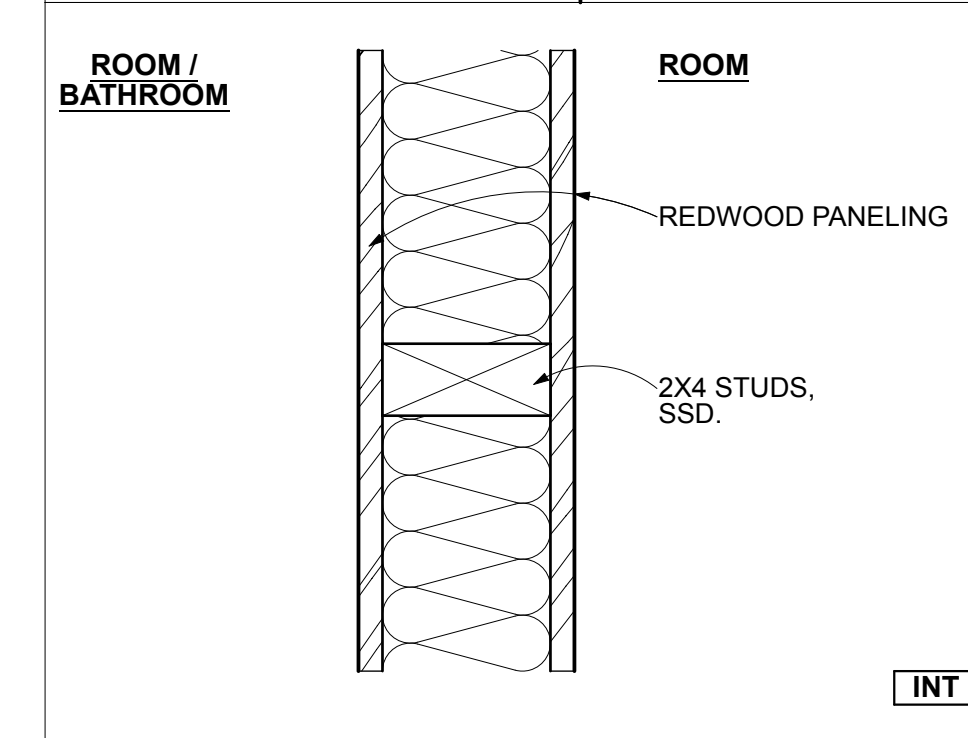 ROOM /
BATHROOM
ROOM
REDWOOD PANELING
2X4 STUDS,
SSD.
INT